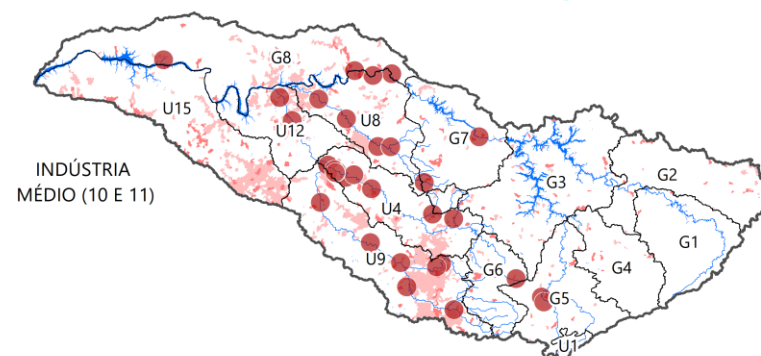 G8
U15
U12
U8
G7
G3
G2
INDÚSTRIA
MÉDIO (10 E 11)
U4
G1
U9
G6
G4
G5
U1